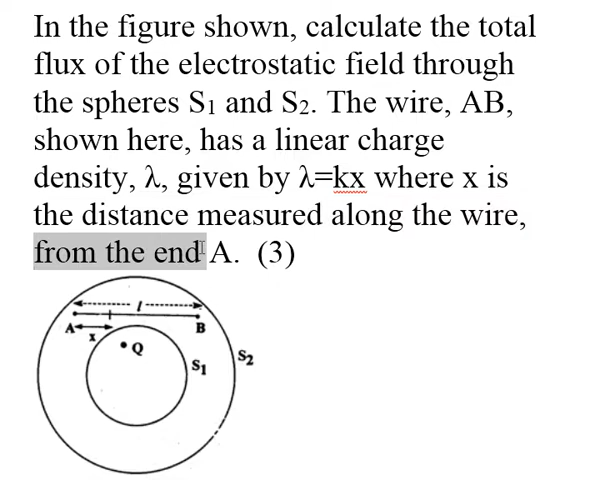 In the figure shown, calculate the total
flux of the electrostatic field through
the spheres S1 and S2. The wire, AB,
shown here, has a linear charge
density, λ, given by λ=kx where x is
the distance measured along the wire,
from the end A. (3)
l
A
B
x
Q
S1
S2